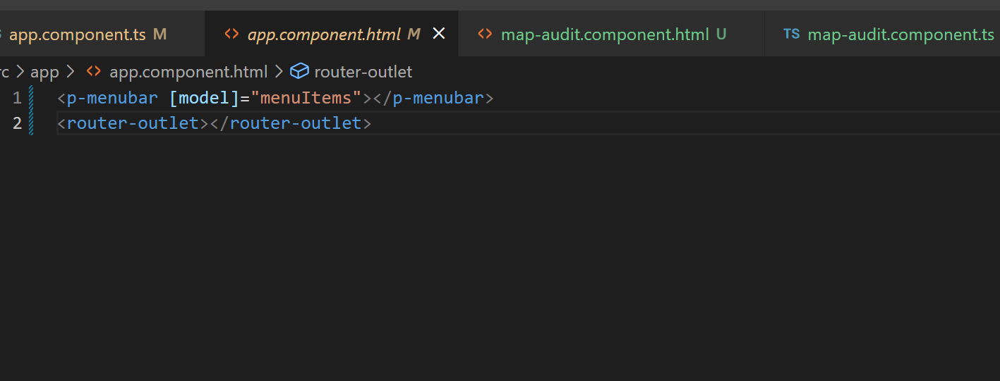 app.component.ts M
<> app.component.html M
<> map-audit.component.html U
TS map-audit.component.ts
rc > app > <> app.component.html > router-outlet
1 <p-menubar [model]="menuItems"></p-menubar>
2 <router-outlet></router-outlet>